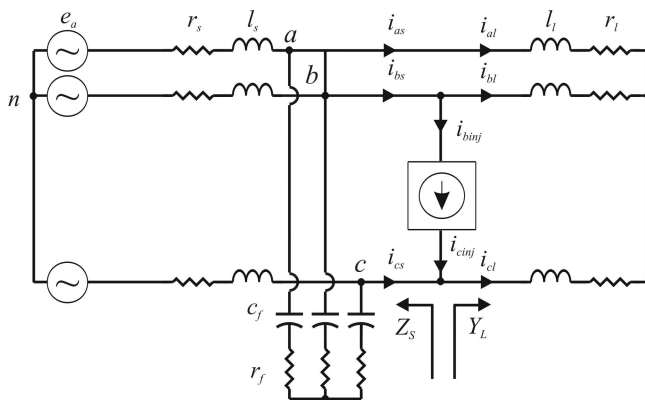 e_a
r_s
l_s
a
i_as
i_al
l_l
r_l
n
b
i_bs
i_bl
i_binj
i_cinj
c
i_cs
i_cl
c_f
Z_S
Y_L
r_f